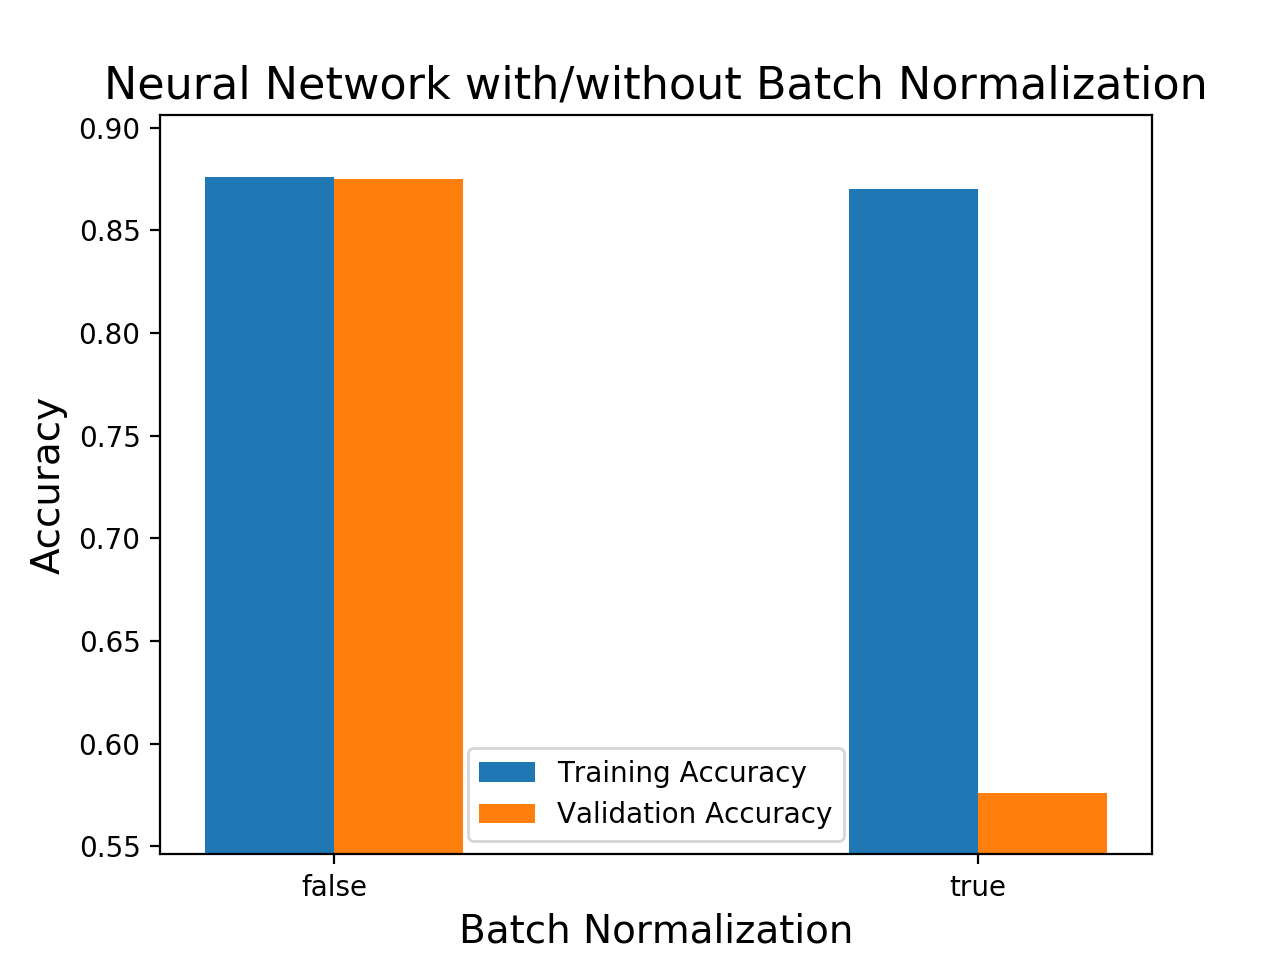 Neural Network with/without Batch Normalization
0.90
0.85
0.80
0.75
0.70
0.65
0.60
0.55
Accuracy
Training Accuracy
Validation Accuracy
false
true
Batch Normalization